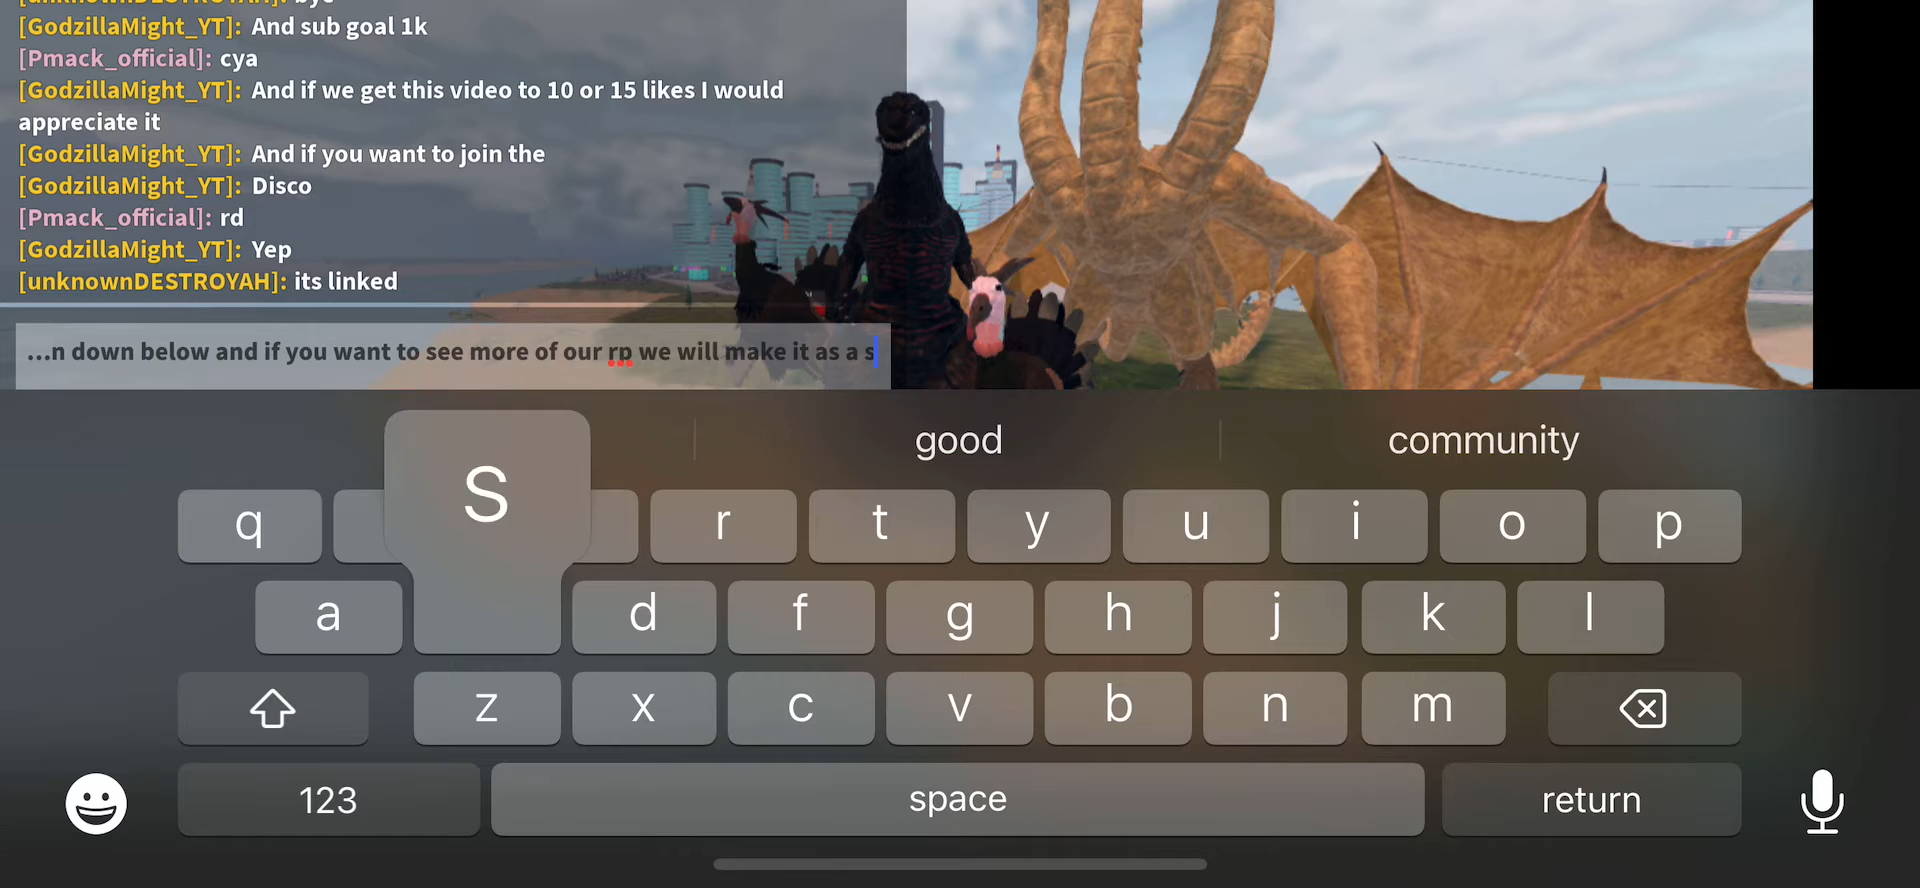 [unknownDESTROYAH]: bye
[GodzillaMight_YT]: And sub goal 1k
[Pmack_official]: cya
[GodzillaMight_YT]: And if we get this video to 10 or 15 likes I would
appreciate it
[GodzillaMight_YT]: And if you want to join the
[GodzillaMight_YT]: Disco
[Pmack_official]: rd
[GodzillaMight_YT]: Yep
[unknownDESTROYAH]: its linked
...n down below and if you want to see more of our rp we will make it as a s
good community
S
q r t y u i o p
a d f g h j k l
z x c v b n m
123 space return